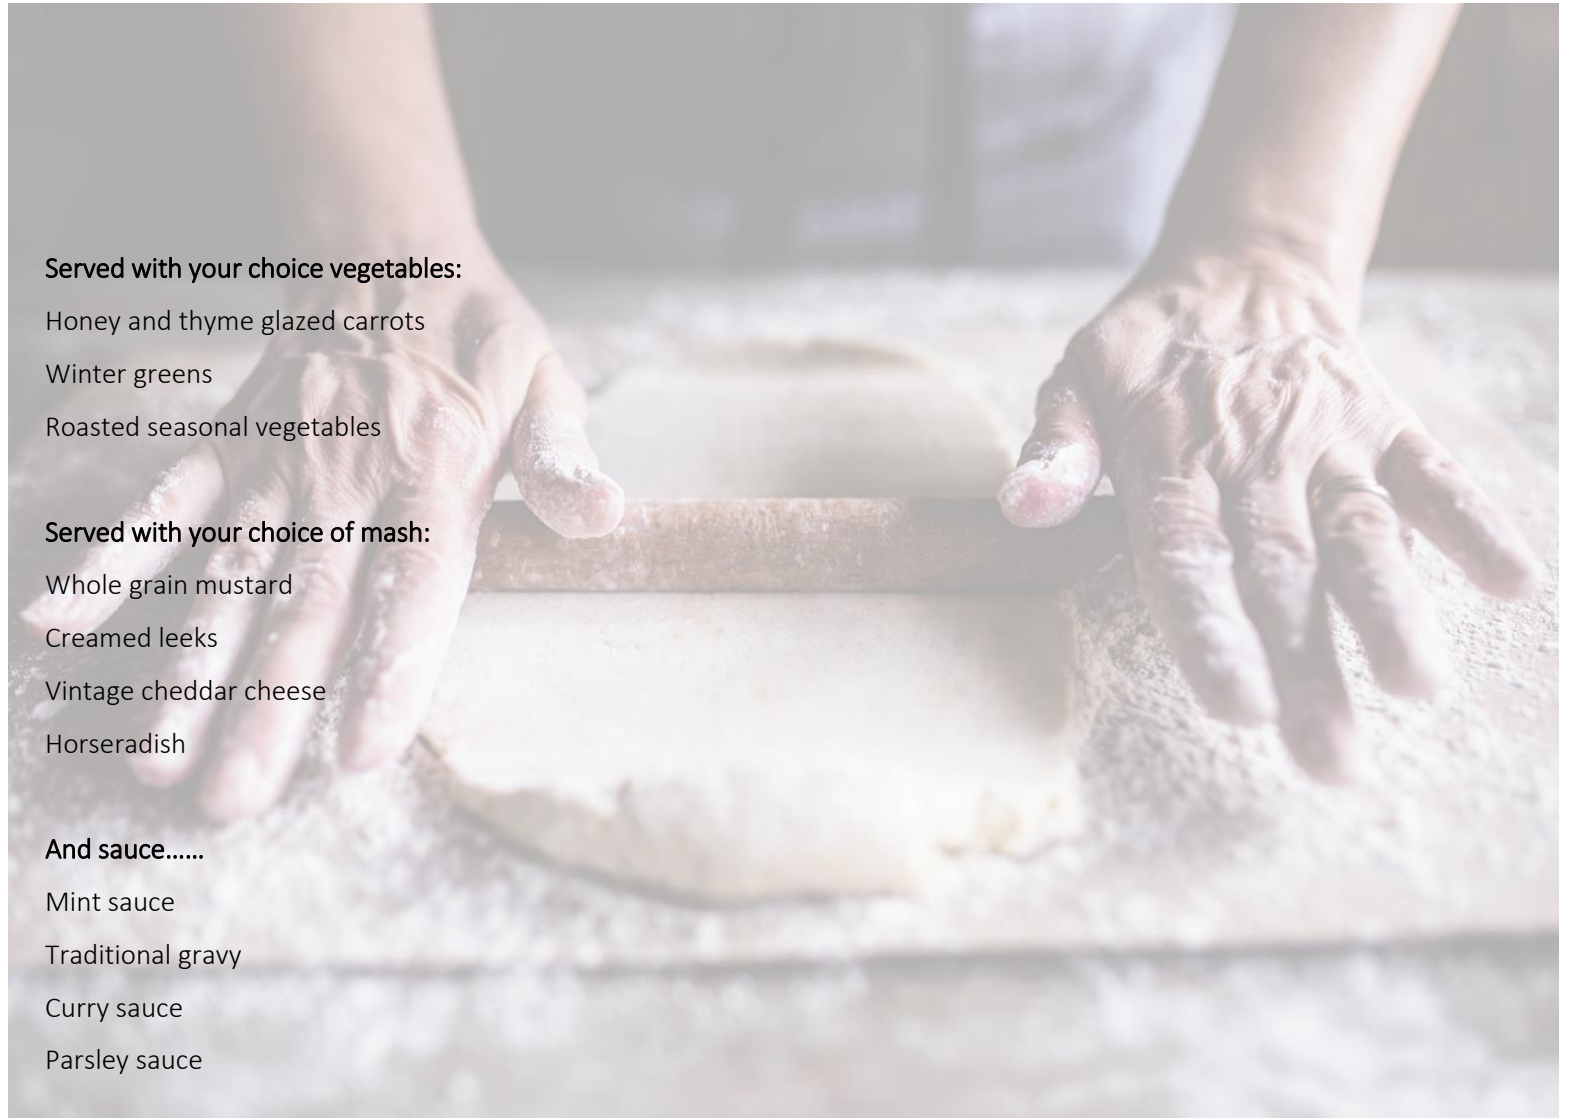 Served with your choice vegetables:
Honey and thyme glazed carrots
Winter greens
Roasted seasonal vegetables
Served with your choice of mash:
Whole grain mustard
Creamed leeks
Vintage cheddar cheese
Horseradish
And sauce……
Mint sauce
Traditional gravy
Curry sauce
Parsley sauce